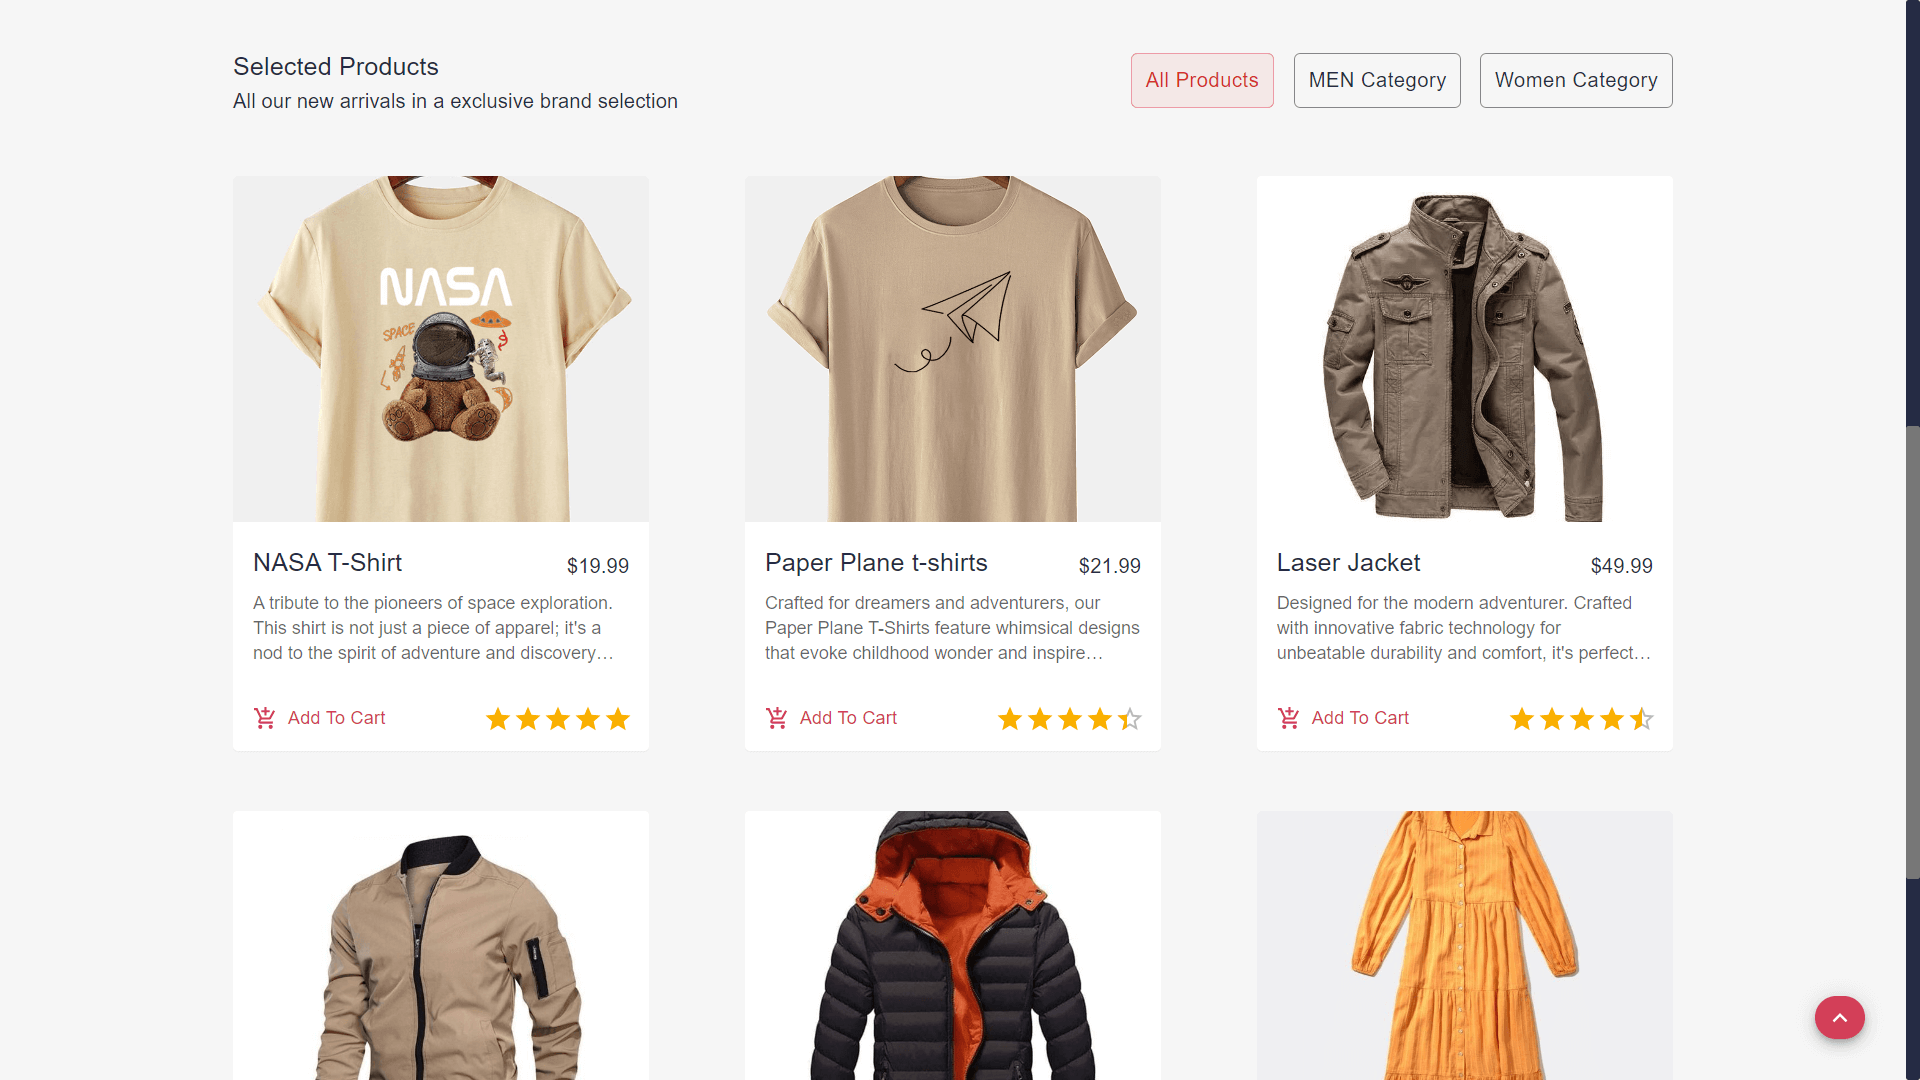 Selected Products
All our new arrivals in a exclusive brand selection
All Products
MEN Category
Women Category
NASA
SPACE
NASA T-Shirt
$19.99
A tribute to the pioneers of space exploration.
This shirt is not just a piece of apparel; it's a
nod to the spirit of adventure and discovery…
Add To Cart
Paper Plane t-shirts
$21.99
Crafted for dreamers and adventurers, our
Paper Plane T-Shirts feature whimsical designs
that evoke childhood wonder and inspire…
Add To Cart
Laser Jacket
$49.99
Designed for the modern adventurer. Crafted
with innovative fabric technology for
unbeatable durability and comfort, it's perfect…
Add To Cart